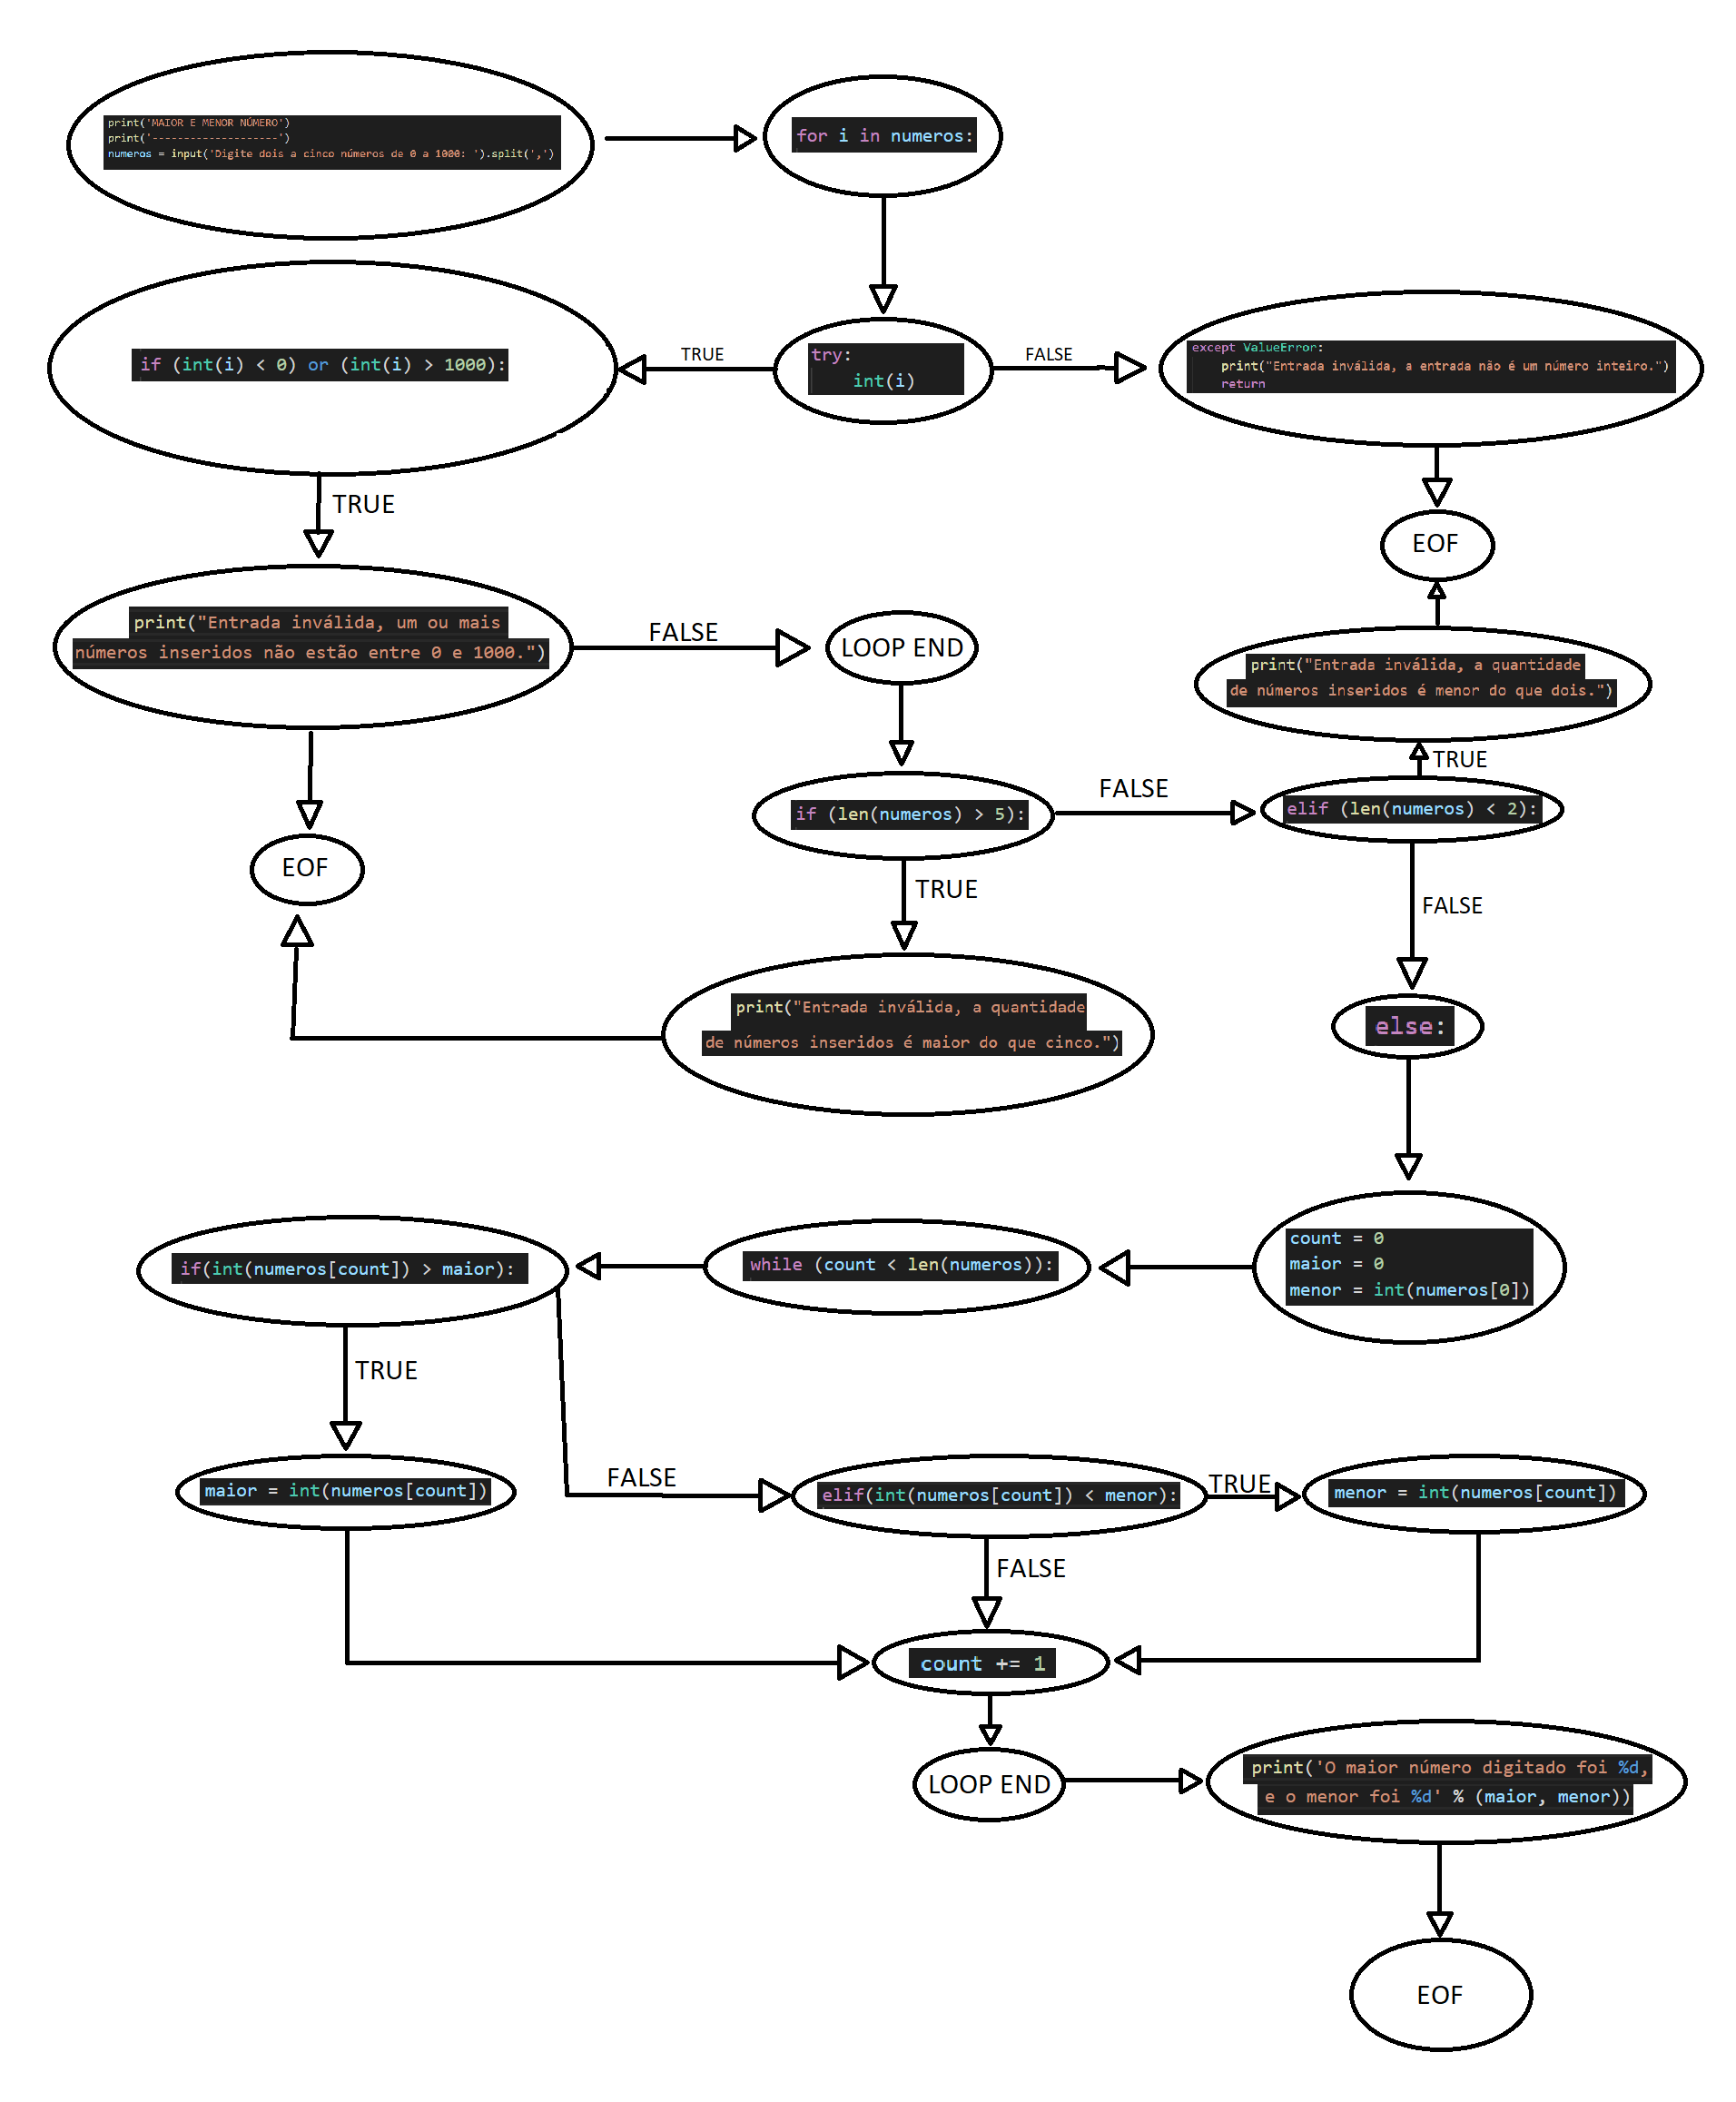 print('MAIOR E MENOR NÚMERO')
print('--------------------')
numeros = input('Digite dois a cinco números de 0 a 1000: ').split(',')
for i in numeros:
if (int(i) < 0) or (int(i) > 1000):
TRUE
try:
int(i)
FALSE
except ValueError:
print("Entrada inválida, a entrada não é um número inteiro.")
return
TRUE
EOF
print("Entrada inválida, um ou mais
números inseridos não estão entre 0 e 1000.")
FALSE
LOOP END
print("Entrada inválida, a quantidade
de números inseridos é menor do que dois.")
TRUE
if (len(numeros) > 5):
FALSE
elif (len(numeros) < 2):
EOF
TRUE
FALSE
print("Entrada inválida, a quantidade
de números inseridos é maior do que cinco.")
else:
count = 0
maior = 0
menor = int(numeros[0])
while (count < len(numeros)):
if(int(numeros[count]) > maior):
TRUE
maior = int(numeros[count])
FALSE
elif(int(numeros[count]) < menor):
TRUE
menor = int(numeros[count])
FALSE
count += 1
LOOP END
print('O maior número digitado foi %d,
e o menor foi %d' % (maior, menor))
EOF